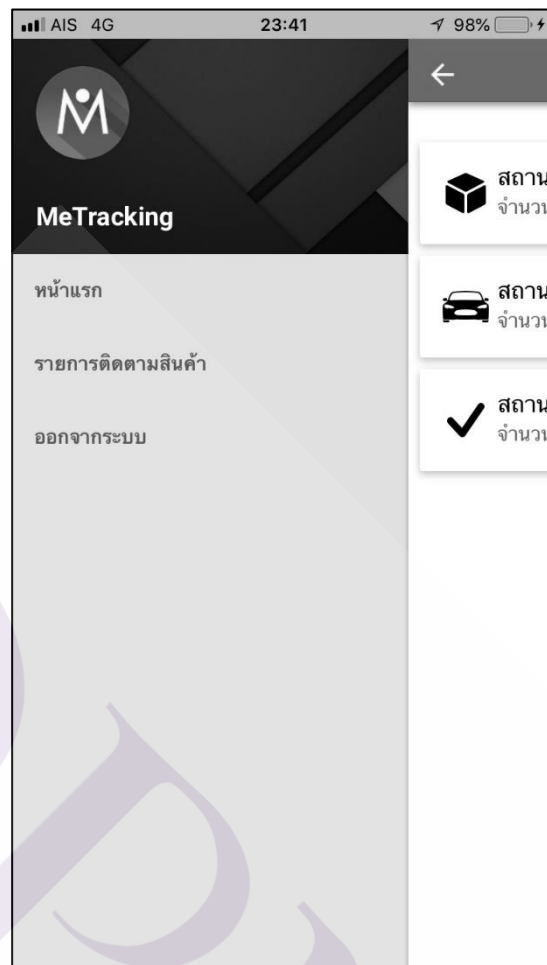 AIS 4G 23:41 98%
MeTracking
หน้าแรก
รายการติดตามสินค้า
ออกจากระบบ
สถาน
จำนวน
สถาน
จำนวน
สถาน
จำนวน